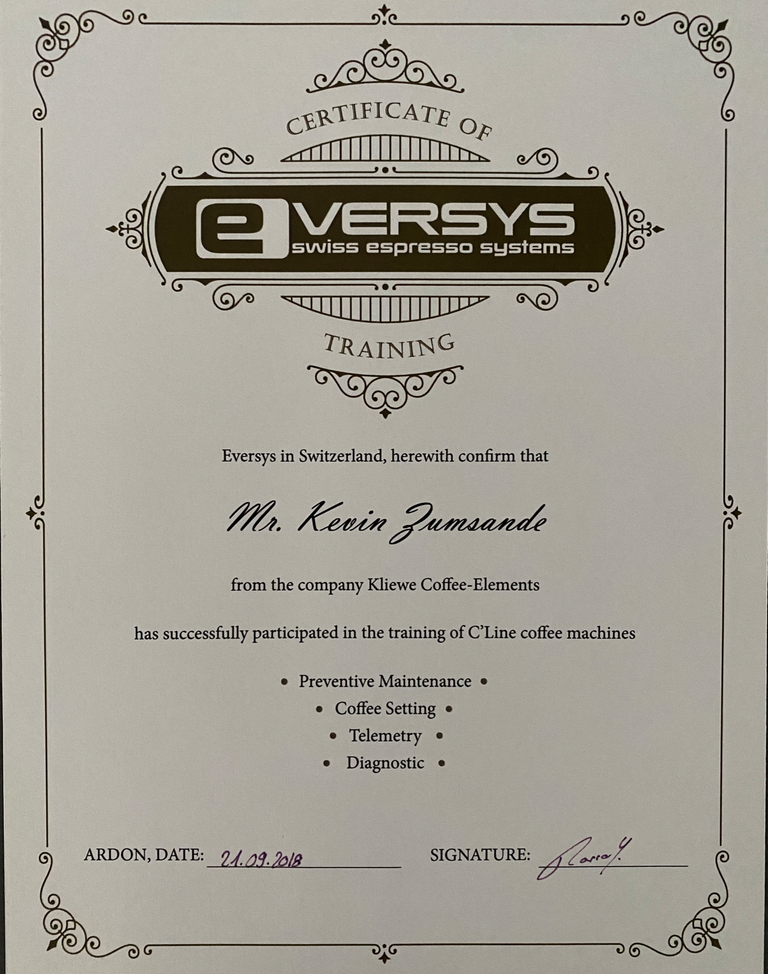 CERTIFICATE OF
eVERSYS
swiss espresso systems
TRAINING
Eversys in Switzerland, herewith confirm that
Mr. Kevin Zumsande
from the company Kliewe Coffee-Elements
has successfully participated in the training of C'Line coffee machines
• Preventive Maintenance •
• Coffee Setting •
• Telemetry •
• Diagnostic •
ARDON, DATE: 21.09.2018 SIGNATURE: